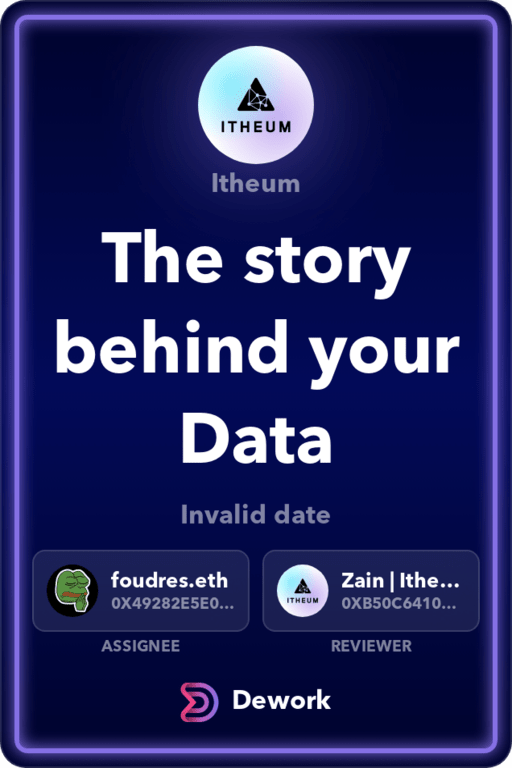 ITHEUM
Itheum
The story
behind your
Data
Invalid date
foudres.eth
0X49282E5E0...
ASSIGNEE
ITHEUM
Zain | Ithe...
0XB50C6410...
REVIEWER
Dework